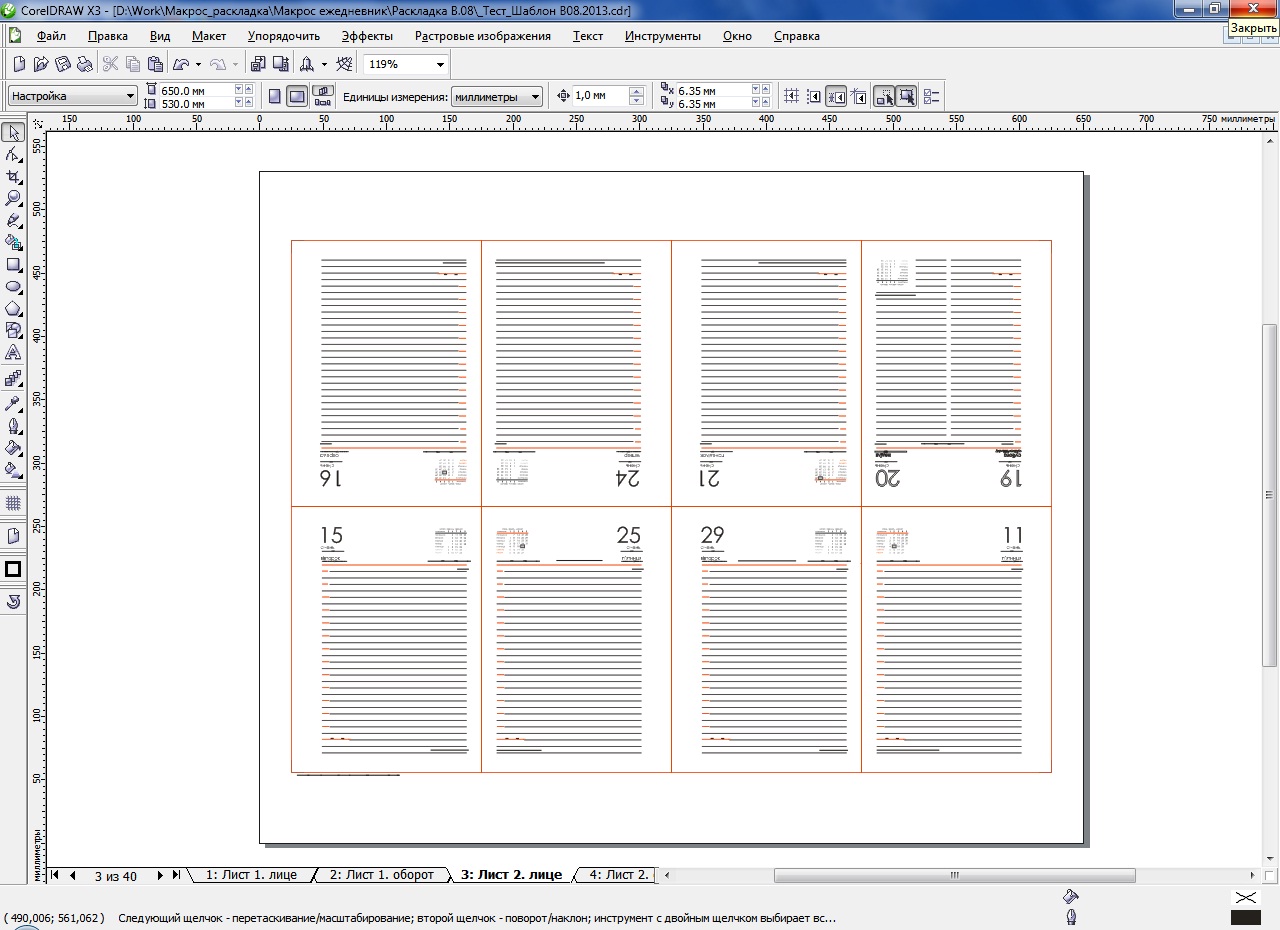 CorelDRAW X3 - [D:\Work\Макрос_раскладка\Макрос ежедневник\Раскладка В.08\_Тест_Шаблон В08.2013.cdr]
Закрыть
Файл Правка Вид Макет Упорядочить Эффекты Растровые изображения Текст Инструменты Окно Справка
119%
Настройка 650.0 мм 530.0 мм Единицы измерения: миллиметры 1,0 мм 6.35 мм 6.35 мм
150 100 50 0 50 100 150 200 250 300 350 400 450 500 550 600 650 700 750 миллиметры
550
500
450
400
350
300
250
200
150
100
50
миллиметры
16 24 21 20 19
15 25 29 11
3 из 40 1: Лист 1. лице 2: Лист 1. оборот 3: Лист 2. лице 4: Лист 2.
( 490,006; 561,062 ) Следующий щелчок - перетаскивание/масштабирование; второй щелчок - поворот/наклон; инструмент с двойным щелчком выбирает вс...